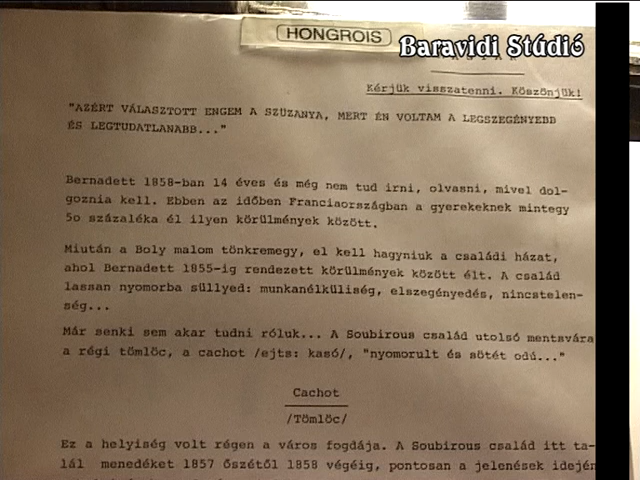 HONGROIS
Baravidi Stúdió
Kérjük visszatenni. Köszönjük!
"AZÉRT VÁLASZTOTT ENGEM A SZÜZANYA, MERT ÉN VOLTAM A LEGSZEGÉNYEBB
ÉS LEGTUDATLANABB..."
Bernadett 1858-ban 14 éves és még nem tud irni, olvasni, mivel dol-
goznia kell. Ebben az időben Franciaországban a gyerekeknek mintegy
5o százaléka él ilyen körülmények között.
Miután a Boly malom tönkremegy, el kell hagyniuk a családi házat,
ahol Bernadett 1855-ig rendezett körülmények között élt. A család
lassan nyomorba süllyed: munkanélküliség, elszegényedés, nincstelen-
ség...
Már senki sem akar tudni róluk... A Soubirous család utolsó mentsvára
a régi tömlöc, a cachot /ejts: kasó/, "nyomorult és sötét odú..."
Cachot
/Tömlöc/
Ez a helyiség volt régen a város fogdája. A Soubirous család itt ta-
lál menedéket 1857 őszétől 1858 végéig, pontosan a jelenések idején